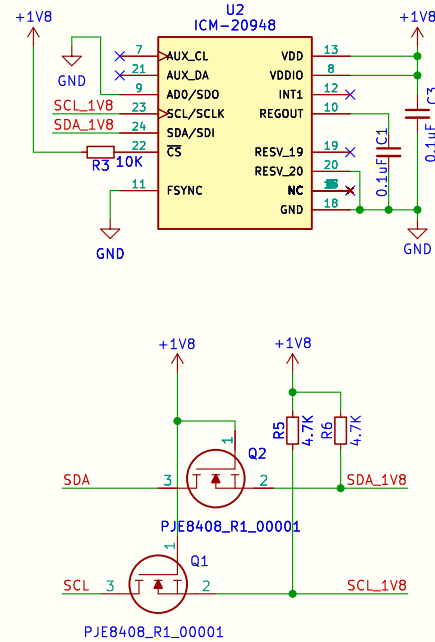 U2
ICM-20948
+1V8
+1V8
7 AUX_CL VDD 13
21 AUX_DA VDDIO 8
GND
9 AD0/SDO INT1 12
SCL_1V8 23 SCL/SCLK REGOUT 10
SDA_1V8 24 SDA/SDI
22 CS RESV_19 19
R3 10K
RESV_20 20
11 FSYNC NC
GND 18
C1
0.1uF
C3
0.1uF
GND
GND
+1V8
+1V8
1
Q2
R5
4.7K
R6
4.7K
SDA 3 2 SDA_1V8
PJE8408_R1_00001
1
Q1
SCL 3 2 SCL_1V8
PJE8408_R1_00001